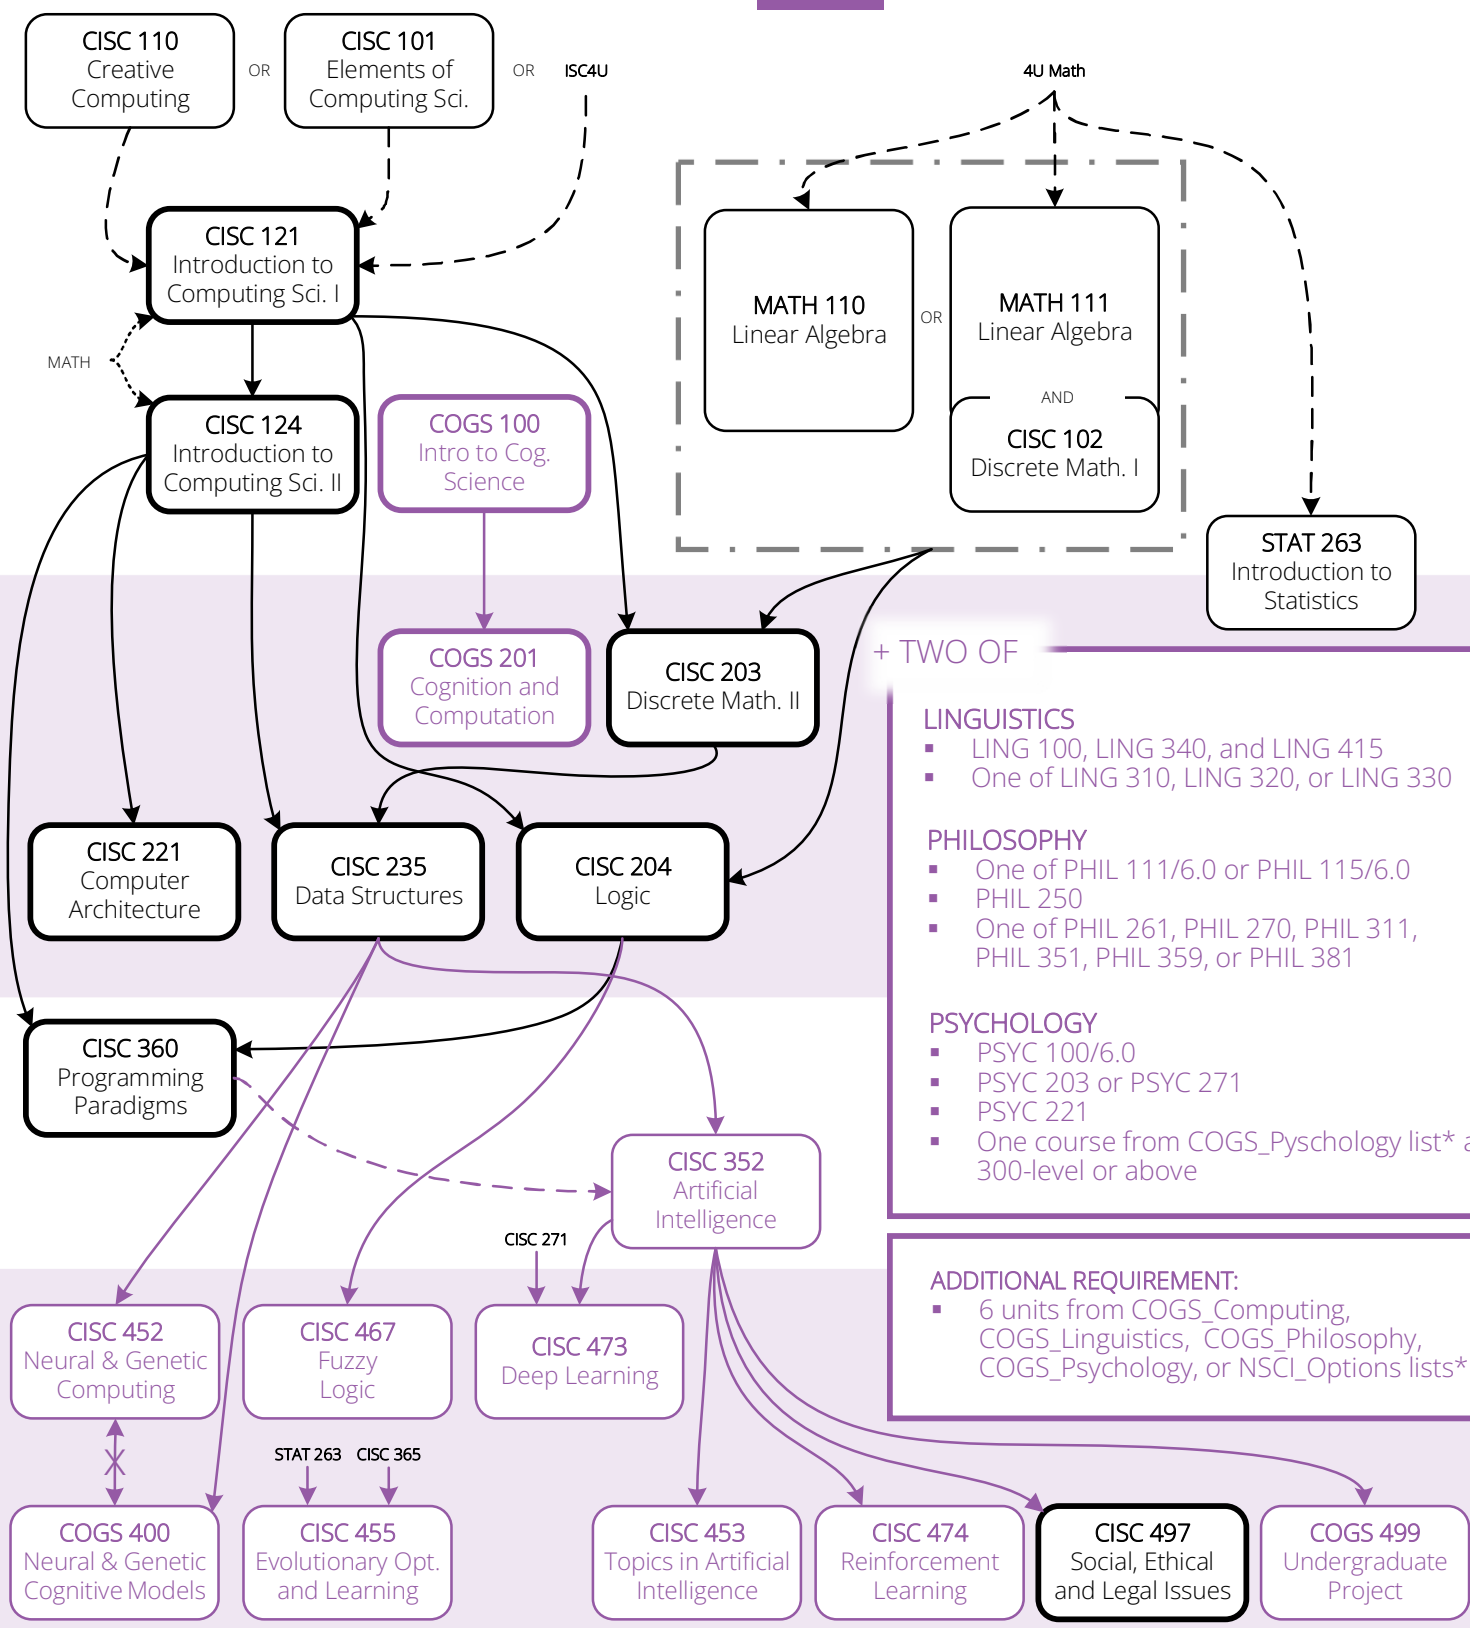 CISC 110
Creative
Computing
OR
CISC 101
Elements of
Computing Sci.
OR
ISC4U
4U Math
CISC 121
Introduction to
Computing Sci. I
MATH 110
Linear Algebra
OR
MATH 111
Linear Algebra
AND
CISC 102
Discrete Math. I
MATH
CISC 124
Introduction to
Computing Sci. II
COGS 100
Intro to Cog.
Science
STAT 263
Introduction to
Statistics
COGS 201
Cognition and
Computation
CISC 203
Discrete Math. II
+ TWO OF
LINGUISTICS
▪ LING 100, LING 340, and LING 415
▪ One of LING 310, LING 320, or LING 330
PHILOSOPHY
▪ One of PHIL 111/6.0 or PHIL 115/6.0
▪ PHIL 250
▪ One of PHIL 261, PHIL 270, PHIL 311,
PHIL 351, PHIL 359, or PHIL 381
PSYCHOLOGY
▪ PSYC 100/6.0
▪ PSYC 203 or PSYC 271
▪ PSYC 221
▪ One course from COGS_Pyschology list*
300-level or above
CISC 221
Computer
Architecture
CISC 235
Data Structures
CISC 204
Logic
CISC 360
Programming
Paradigms
CISC 352
Artificial
Intelligence
CISC 271
ADDITIONAL REQUIREMENT:
▪ 6 units from COGS_Computing,
COGS_Linguistics, COGS_Philosophy,
COGS_Psychology, or NSCI_Options lists*
CISC 452
Neural & Genetic
Computing
CISC 467
Fuzzy
Logic
CISC 473
Deep Learning
X
STAT 263
CISC 365
COGS 400
Neural & Genetic
Cognitive Models
CISC 455
Evolutionary Opt.
and Learning
CISC 453
Topics in Artificial
Intelligence
CISC 474
Reinforcement
Learning
CISC 497
Social, Ethical
and Legal Issues
COGS 499
Undergraduate
Project